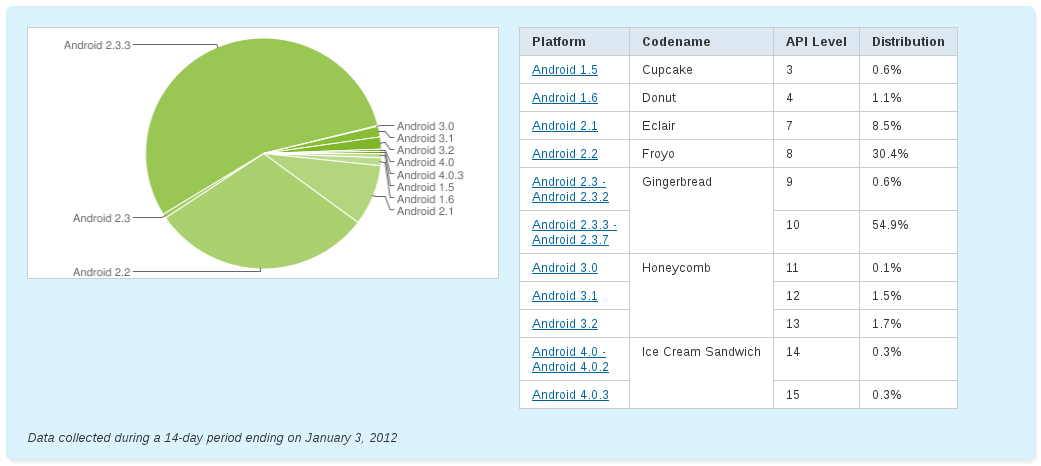 Android 2.3.3
Android 3.0
Android 3.1
Android 3.2
Android 4.0
Android 4.0.3
Android 1.5
Android 1.6
Android 2.1
Android 2.3
Android 2.2
Platform Codename API Level Distribution
Android 1.5 Cupcake 3 0.6%
Android 1.6 Donut 4 1.1%
Android 2.1 Eclair 7 8.5%
Android 2.2 Froyo 8 30.4%
Android 2.3 - Gingerbread 9 0.6%
Android 2.3.2
Android 2.3.3 - 10 54.9%
Android 2.3.7
Android 3.0 Honeycomb 11 0.1%
Android 3.1 12 1.5%
Android 3.2 13 1.7%
Android 4.0 - Ice Cream Sandwich 14 0.3%
Android 4.0.2
Android 4.0.3 15 0.3%
Data collected during a 14-day period ending on January 3, 2012